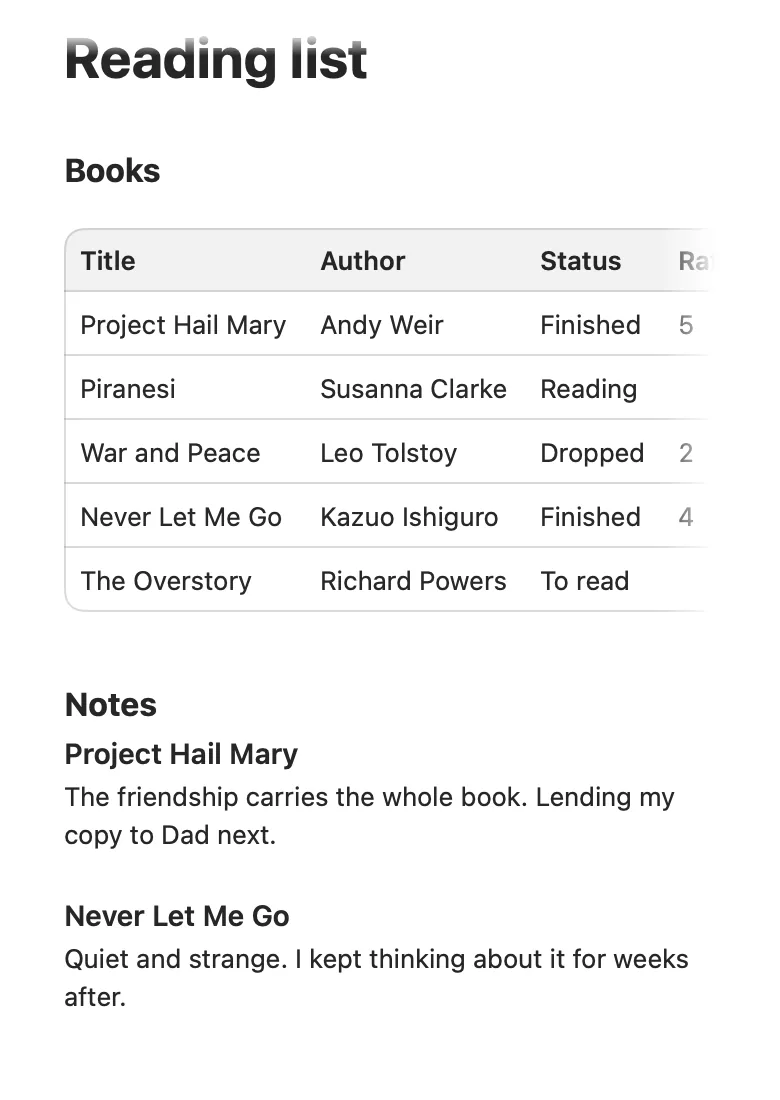 Reading list
Books
Title Author Status
Project Hail Mary Andy Weir Finished 5
Piranesi Susanna Clarke Reading
War and Peace Leo Tolstoy Dropped 2
Never Let Me Go Kazuo Ishiguro Finished 4
The Overstory Richard Powers To read
Notes
Project Hail Mary
The friendship carries the whole book. Lending my
copy to Dad next.
Never Let Me Go
Quiet and strange. I kept thinking about it for weeks
after.